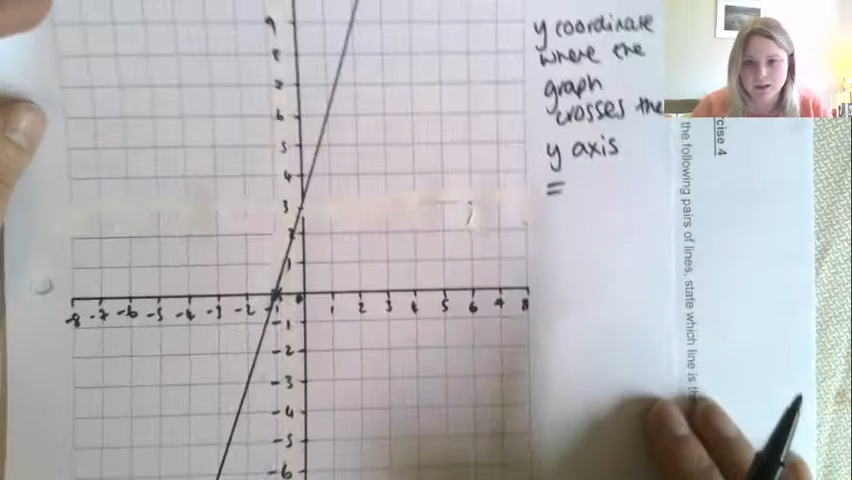 y coordinate
where the
graph
crosses the
y axis
=
cise 4
the following pairs of lines, state which line is th
9
8
7
6
5
4
3
2
1
-8 -7 -6 -5 -4 -3 -2 -1 0 1 2 3 4 5 6 7 8
-1
-2
-3
-4
-5
-6